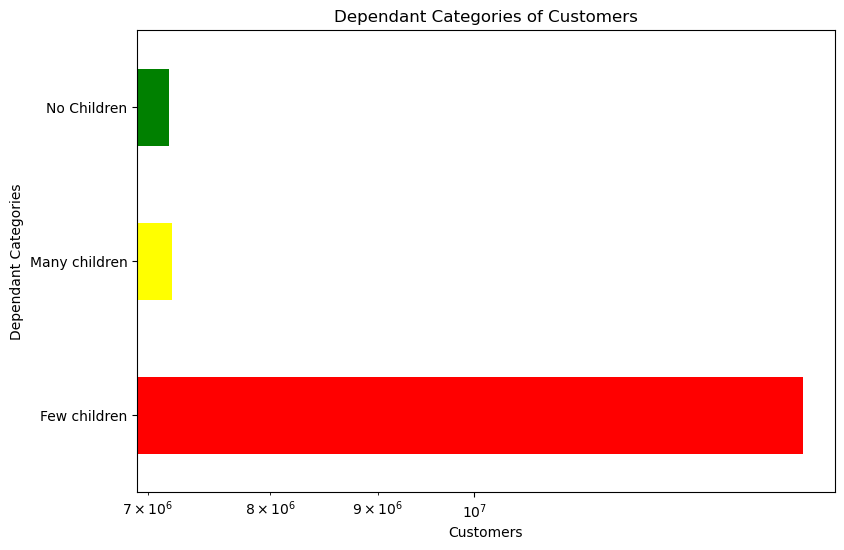 Dependant Categories of Customers
No Children
Many children
Few children
Dependant Categories
7 × 10⁶
8 × 10⁶
9 × 10⁶
10⁷
Customers